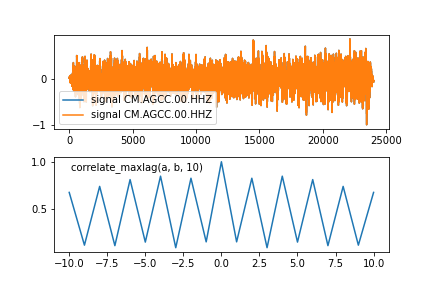 0
−1
signal CM.AGCC.00.HHZ
signal CM.AGCC.00.HHZ
0 5000 10000 15000 20000 25000
1.0
0.5
correlate_maxlag(a, b, 10)
−10.0 −7.5 −5.0 −2.5 0.0 2.5 5.0 7.5 10.0